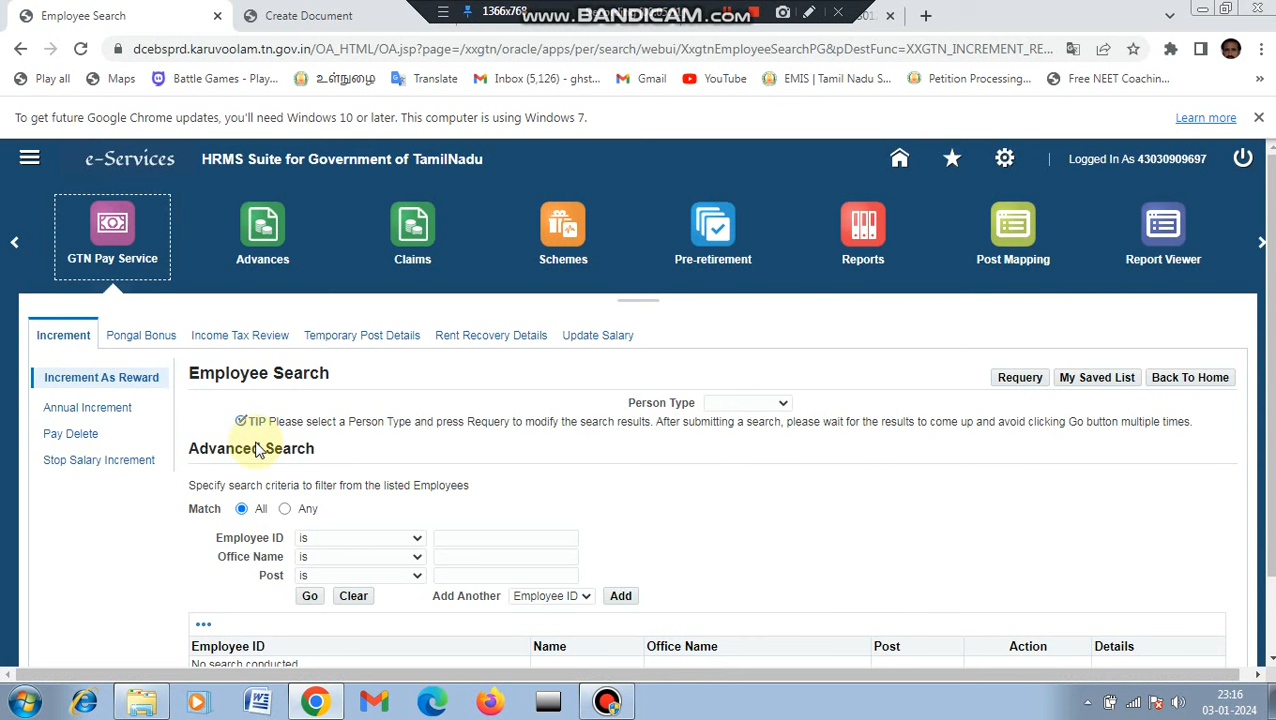 Employee Search
Create Document
1366x768
www.BANDICAM.com
dcebsprd.karuvoolam.tn.gov.in/OA_HTML/OA.jsp?page=/xxgtn/oracle/apps/per/search/webui/XxgtnEmployeeSearchPG&pDestFunc=XXGTN_INCREMENT_RE...
Play all
Maps
Battle Games - Play...
உள்நுழை
Translate
Inbox (5,126) - ghst...
Gmail
YouTube
EMIS | Tamil Nadu S...
Petition Processing...
Free NEET Coachin...
To get future Google Chrome updates, you'll need Windows 10 or later. This computer is using Windows 7.
Learn more
e-Services
HRMS Suite for Government of TamilNadu
Logged In As 43030909697
GTN Pay Service
Advances
Claims
Schemes
Pre-retirement
Reports
Post Mapping
Report Viewer
Increment
Pongal Bonus
Income Tax Review
Temporary Post Details
Rent Recovery Details
Update Salary
Increment As Reward
Annual Increment
Pay Delete
Stop Salary Increment
Employee Search
Requery
My Saved List
Back To Home
Person Type
TIP Please select a Person Type and press Requery to modify the search results. After submitting a search, please wait for the results to come up and avoid clicking Go button multiple times.
Advanced Search
Specify search criteria to filter from the listed Employees
Match All Any
Employee ID is
Office Name is
Post is
Go Clear Add Another Employee ID Add
Employee ID Name Office Name Post Action Details
No search conducted
23:16
03-01-2024